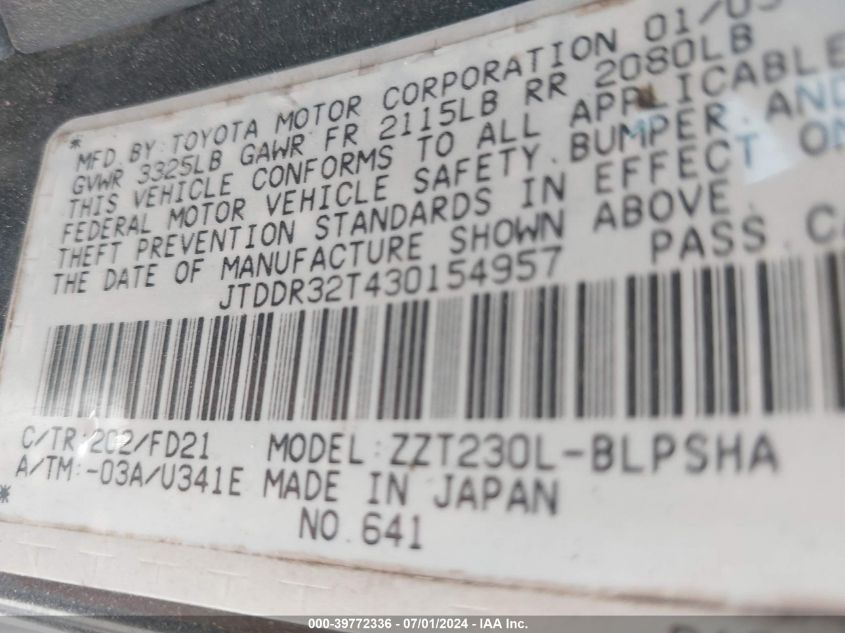 * MFD. BY: TOYOTA MOTOR CORPORATION 01/03
GVWR 3325LB GAWR FR 2115LB RR 2080LB
THIS VEHICLE CONFORMS TO ALL APPLICABLE
FEDERAL MOTOR VEHICLE SAFETY. BUMPER. AND
THEFT PREVENTION STANDARDS IN EFFECT ON
THE DATE OF MANUFACTURE SHOWN ABOVE.
JTDDR32T430154957 PASS.
C/TR:202/FD21 MODEL:ZZT230L-BLPSHA
A/TM:-03A/U341E MADE IN JAPAN
* NO.641
000-39772336 - 07/01/2024 - IAA Inc.